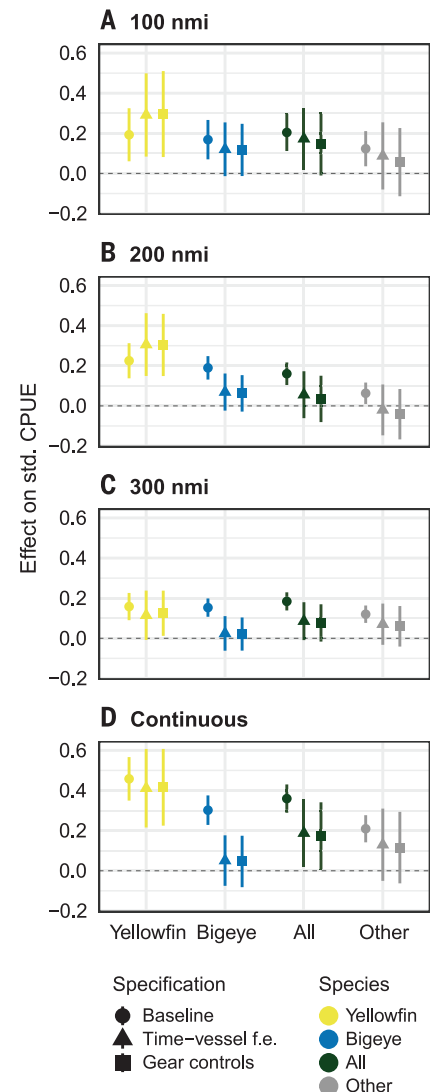 A 100 nmi
0.6
0.4
0.2
0.0
−0.2
B 200 nmi
0.6
0.4
0.2
0.0
−0.2
C 300 nmi
0.6
0.4
0.2
0.0
−0.2
D Continuous
0.6
0.4
0.2
0.0
−0.2
Effect on std. CPUE
Yellowfin Bigeye All Other
Specification
Baseline
Time−vessel f.e.
Gear controls
Species
Yellowfin
Bigeye
All
Other